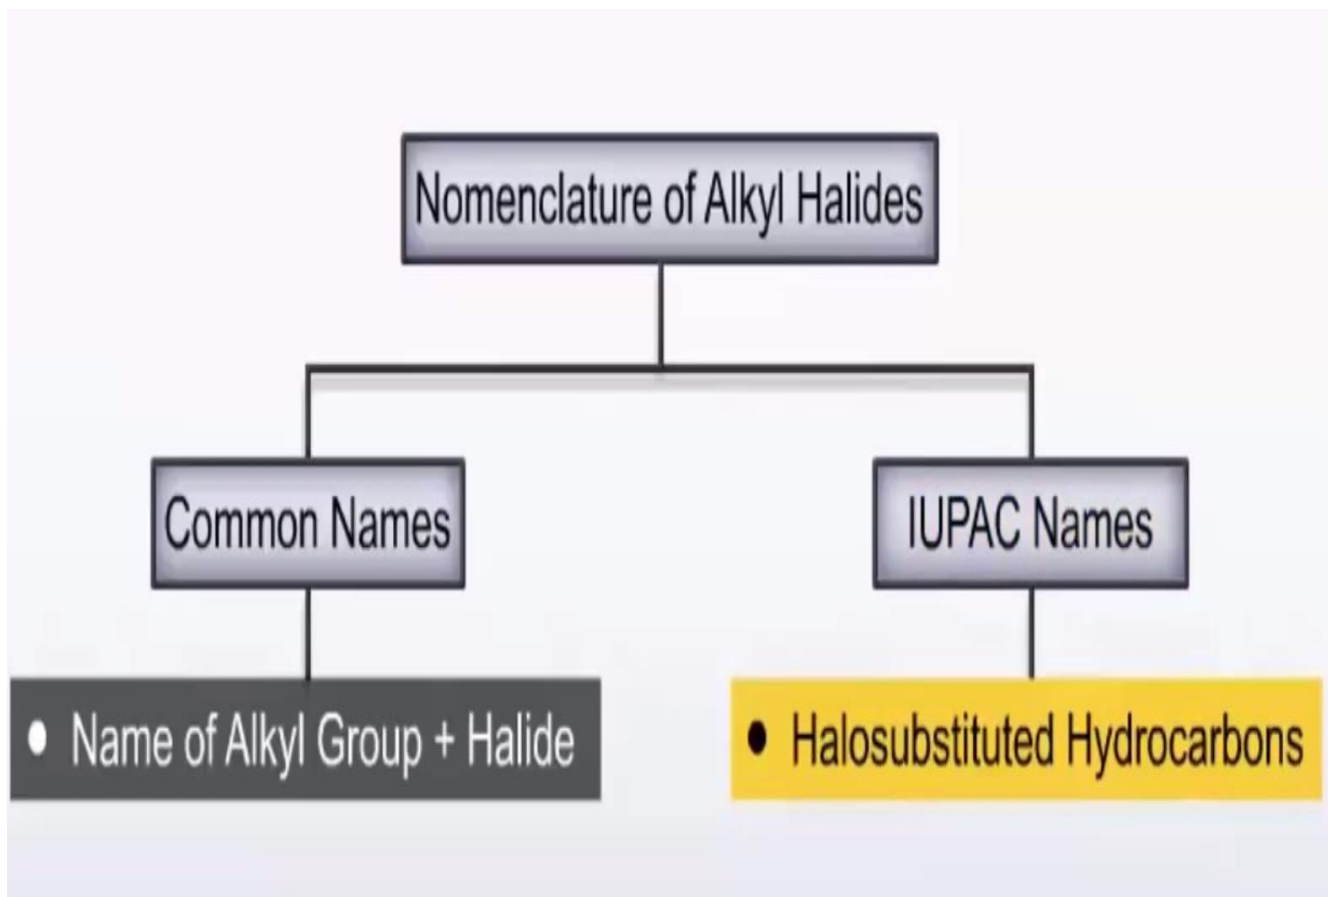 Nomenclature of Alkyl Halides
Common Names
IUPAC Names
• Name of Alkyl Group + Halide
• Halosubstituted Hydrocarbons